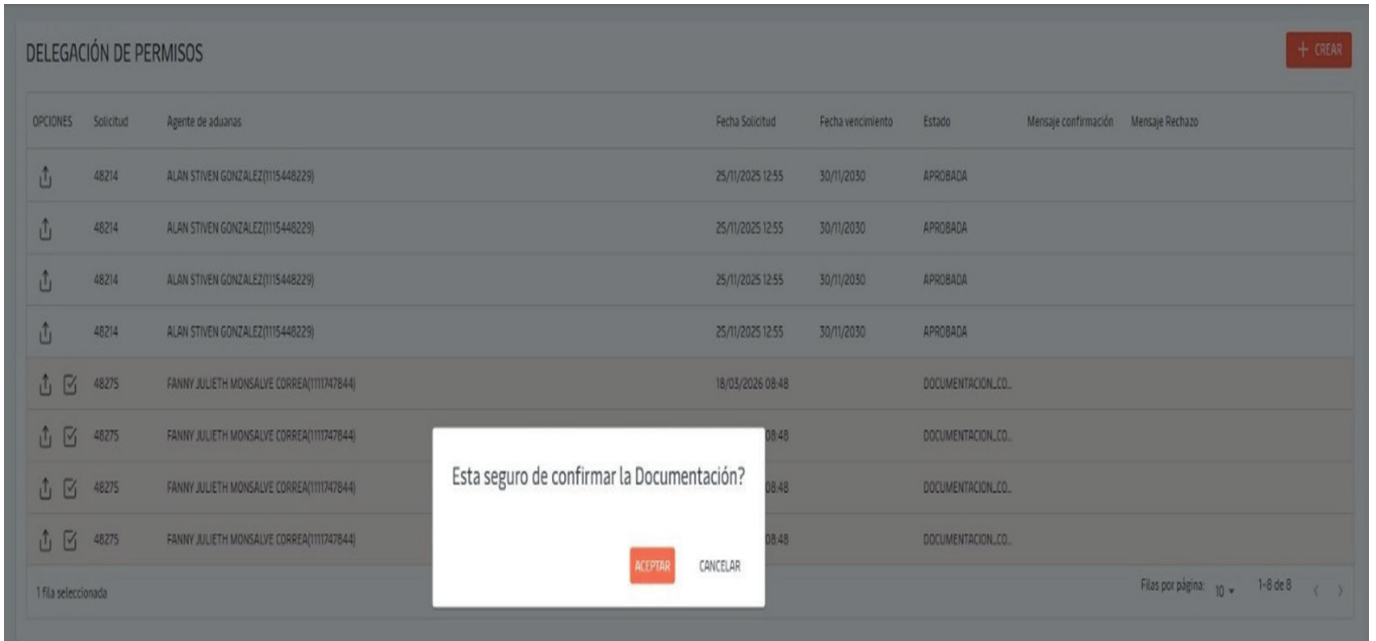 DELEGACIÓN DE PERMISOS
+ CREAR
OPCIONES Solicitud Agente de aduanas Fecha Solicitud Fecha vencimiento Estado Mensaje confirmación Mensaje Rechazo
48214 ALAN STIVEN GONZALEZ(1115448229) 25/11/2025 12:55 30/11/2030 APROBADA
48214 ALAN STIVEN GONZALEZ(1115448229) 25/11/2025 12:55 30/11/2030 APROBADA
48214 ALAN STIVEN GONZALEZ(1115448229) 25/11/2025 12:55 30/11/2030 APROBADA
48214 ALAN STIVEN GONZALEZ(1115448229) 25/11/2025 12:55 30/11/2030 APROBADA
48275 FANNY JULIETH MONSALVE CORREA(1111747844) 18/03/2026 08:48 DOCUMENTACION_CO...
48275 FANNY JULIETH MONSALVE CORREA(1111747844) 08:48 DOCUMENTACION_CO...
48275 FANNY JULIETH MONSALVE CORREA(1111747844) 08:48 DOCUMENTACION_CO...
48275 FANNY JULIETH MONSALVE CORREA(1111747844) 08:48 DOCUMENTACION_CO...
Esta seguro de confirmar la Documentación?
ACEPTAR CANCELAR
1 fila seleccionada Filas por página: 10 1-8 de 8